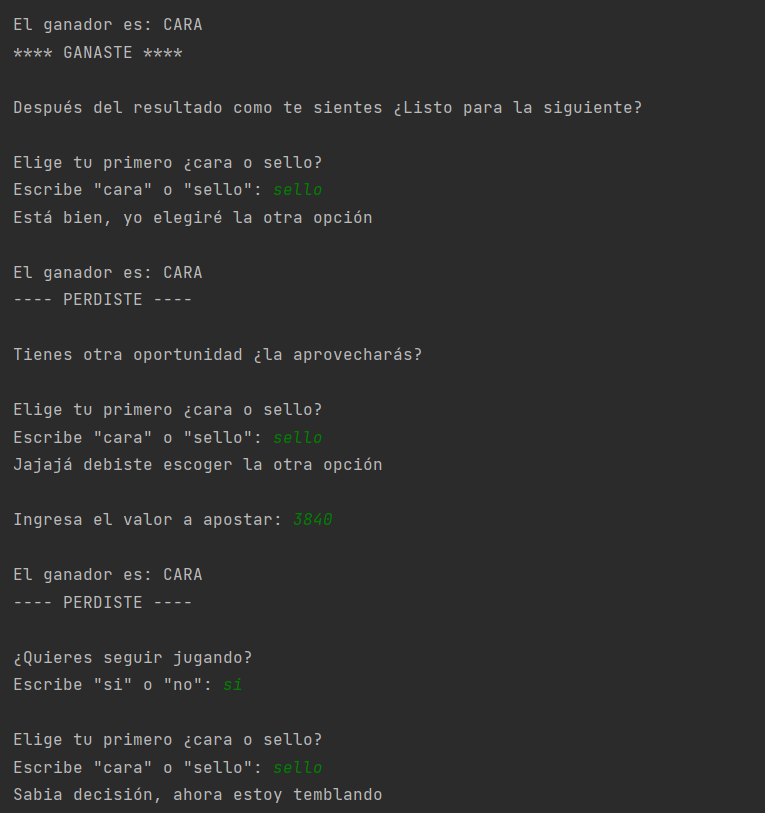 El ganador es: CARA
**** GANASTE ****
Después del resultado como te sientes ¿Listo para la siguiente?
Elige tu primero ¿cara o sello?
Escribe "cara" o "sello": sello
Está bien, yo elegiré la otra opción
El ganador es: CARA
---- PERDISTE ----
Tienes otra oportunidad ¿la aprovecharás?
Elige tu primero ¿cara o sello?
Escribe "cara" o "sello": sello
Jajajá debiste escoger la otra opción
Ingresa el valor a apostar: 3840
El ganador es: CARA
---- PERDISTE ----
¿Quieres seguir jugando?
Escribe "si" o "no": si
Elige tu primero ¿cara o sello?
Escribe "cara" o "sello": sello
Sabia decisión, ahora estoy temblando